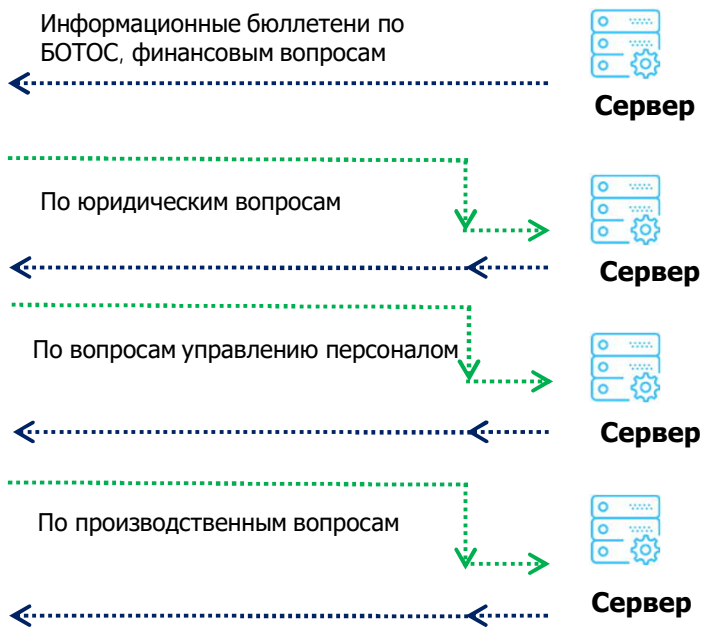 Информационные бюллетени по
БОТОС, финансовым вопросам
Сервер
По юридическим вопросам
Сервер
По вопросам управлению персоналом
Сервер
По производственным вопросам
Сервер